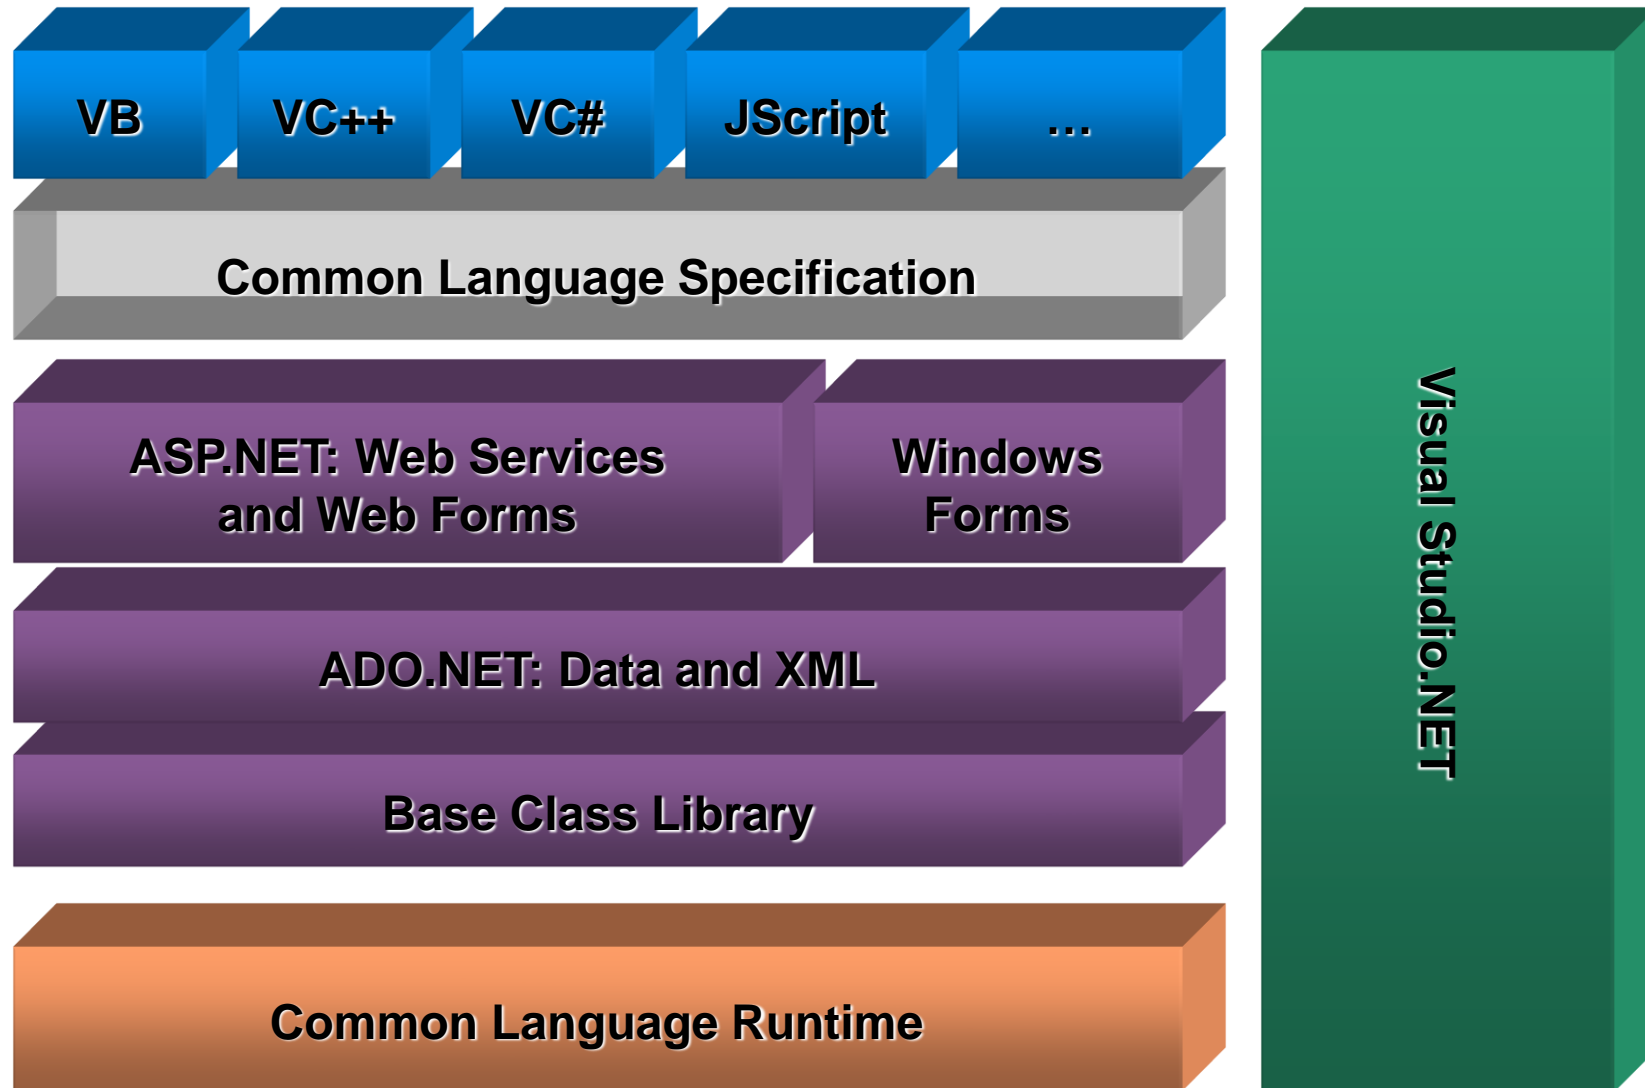 VB
VC++
VC#
JScript
…
Common Language Specification
ASP.NET: Web Services
and Web Forms
Windows
Forms
ADO.NET: Data and XML
Base Class Library
Common Language Runtime
Visual Studio.NET